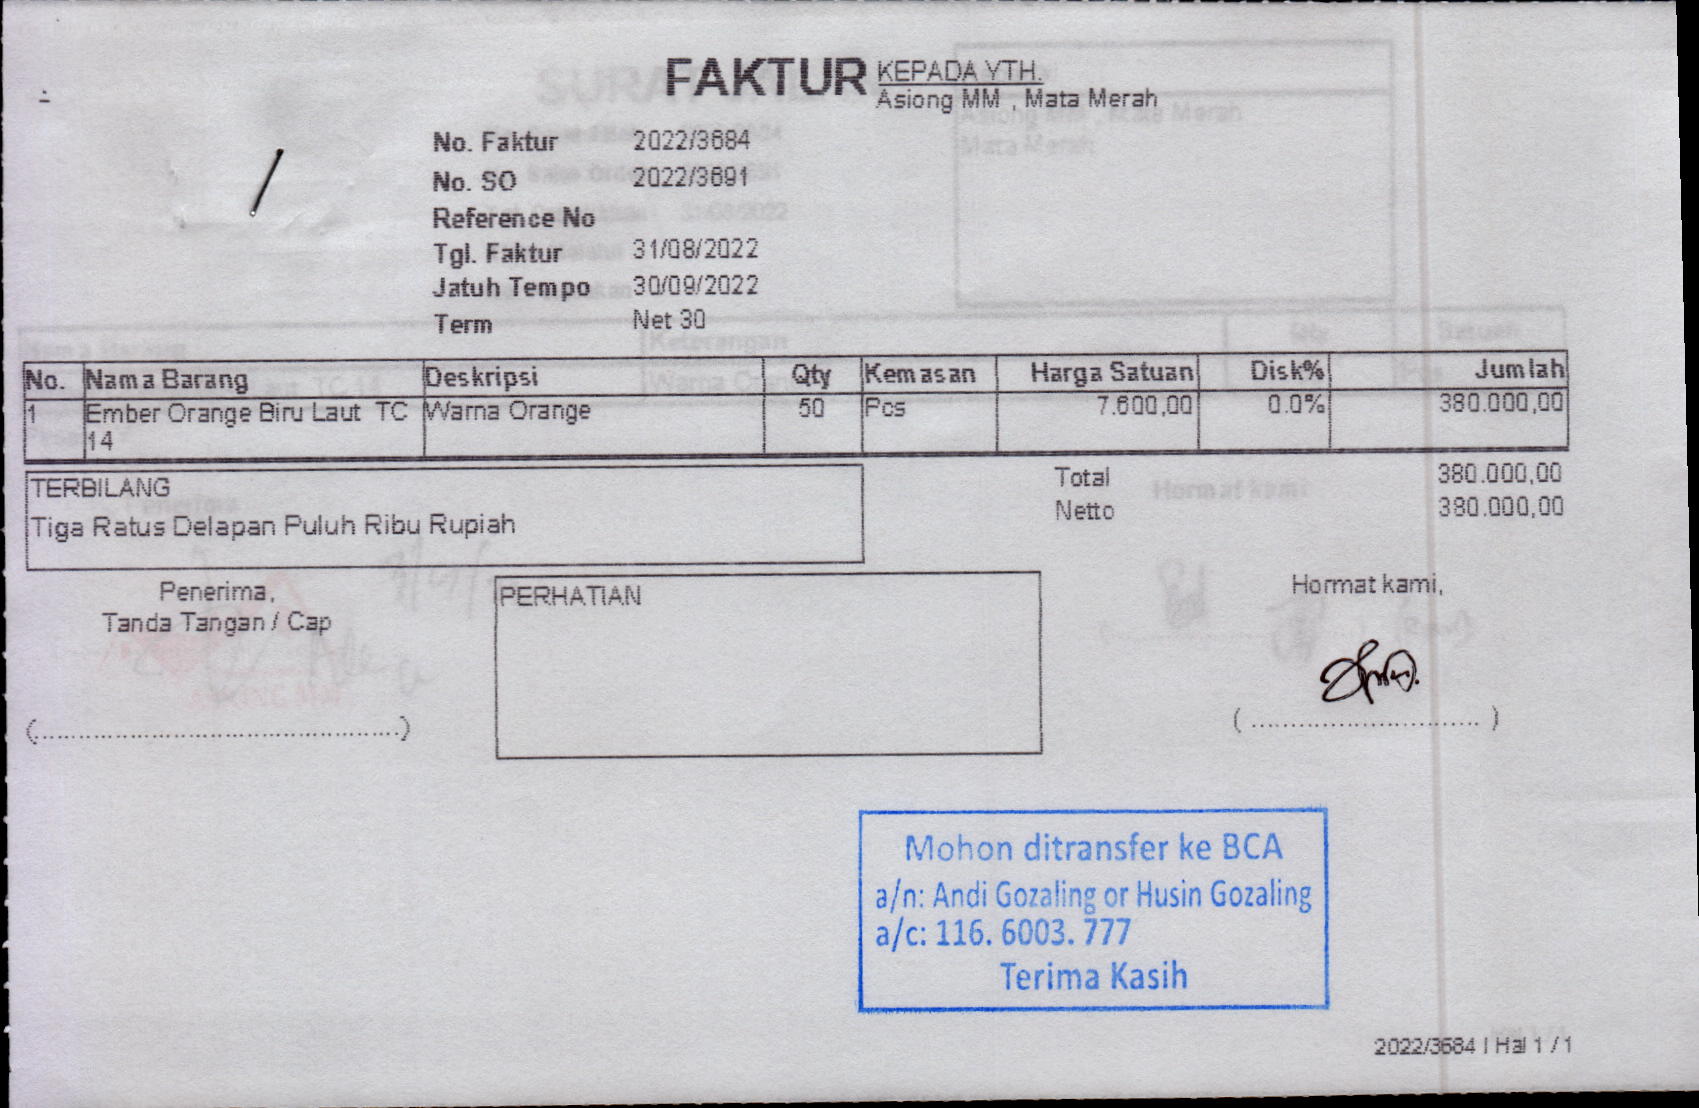 FAKTUR
KEPADA YTH.
Asiong MM , Mata Merah
No. Faktur 2022/3684
No. SO 2022/3691
Reference No
Tgl. Faktur 31/08/2022
Jatuh Tempo 30/09/2022
Term Net 30
No. Nama Barang Deskripsi Qty Kemasan Harga Satuan Disk% Jumlah
1 Ember Orange Biru Laut TC Warna Orange 50 Pcs 7.600,00 0.0% 380.000,00
14
TERBILANG
Tiga Ratus Delapan Puluh Ribu Rupiah
Total 380.000,00
Netto 380.000,00
Penerima,
Tanda Tangan / Cap
(................................................)
PERHATIAN
Hormat kami,
( .............................. )
Mohon ditransfer ke BCA
a/n: Andi Gozaling or Husin Gozaling
a/c: 116. 6003. 777
Terima Kasih
2022/3684 | Hal 1 / 1